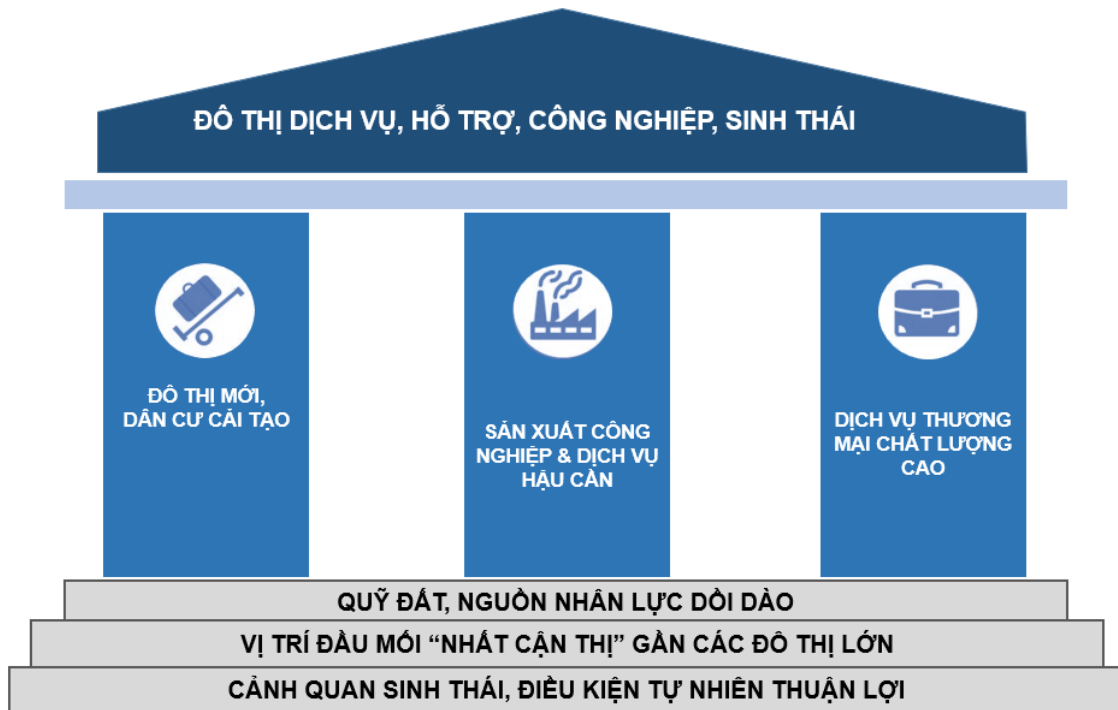 ĐÔ THỊ DỊCH VỤ, HỖ TRỢ, CÔNG NGHIỆP, SINH THÁI
ĐÔ THỊ MỚI,
DÂN CƯ CẢI TẠO
SẢN XUẤT CÔNG
NGHIỆP & DỊCH VỤ
HẬU CẦN
DỊCH VỤ THƯƠNG
MẠI CHẤT LƯỢNG
CAO
QUỸ ĐẤT, NGUỒN NHÂN LỰC DỒI DÀO
VỊ TRÍ ĐẦU MỐI “NHẤT CẬN THỊ” GẦN CÁC ĐÔ THỊ LỚN
CẢNH QUAN SINH THÁI, ĐIỀU KIỆN TỰ NHIÊN THUẬN LỢI